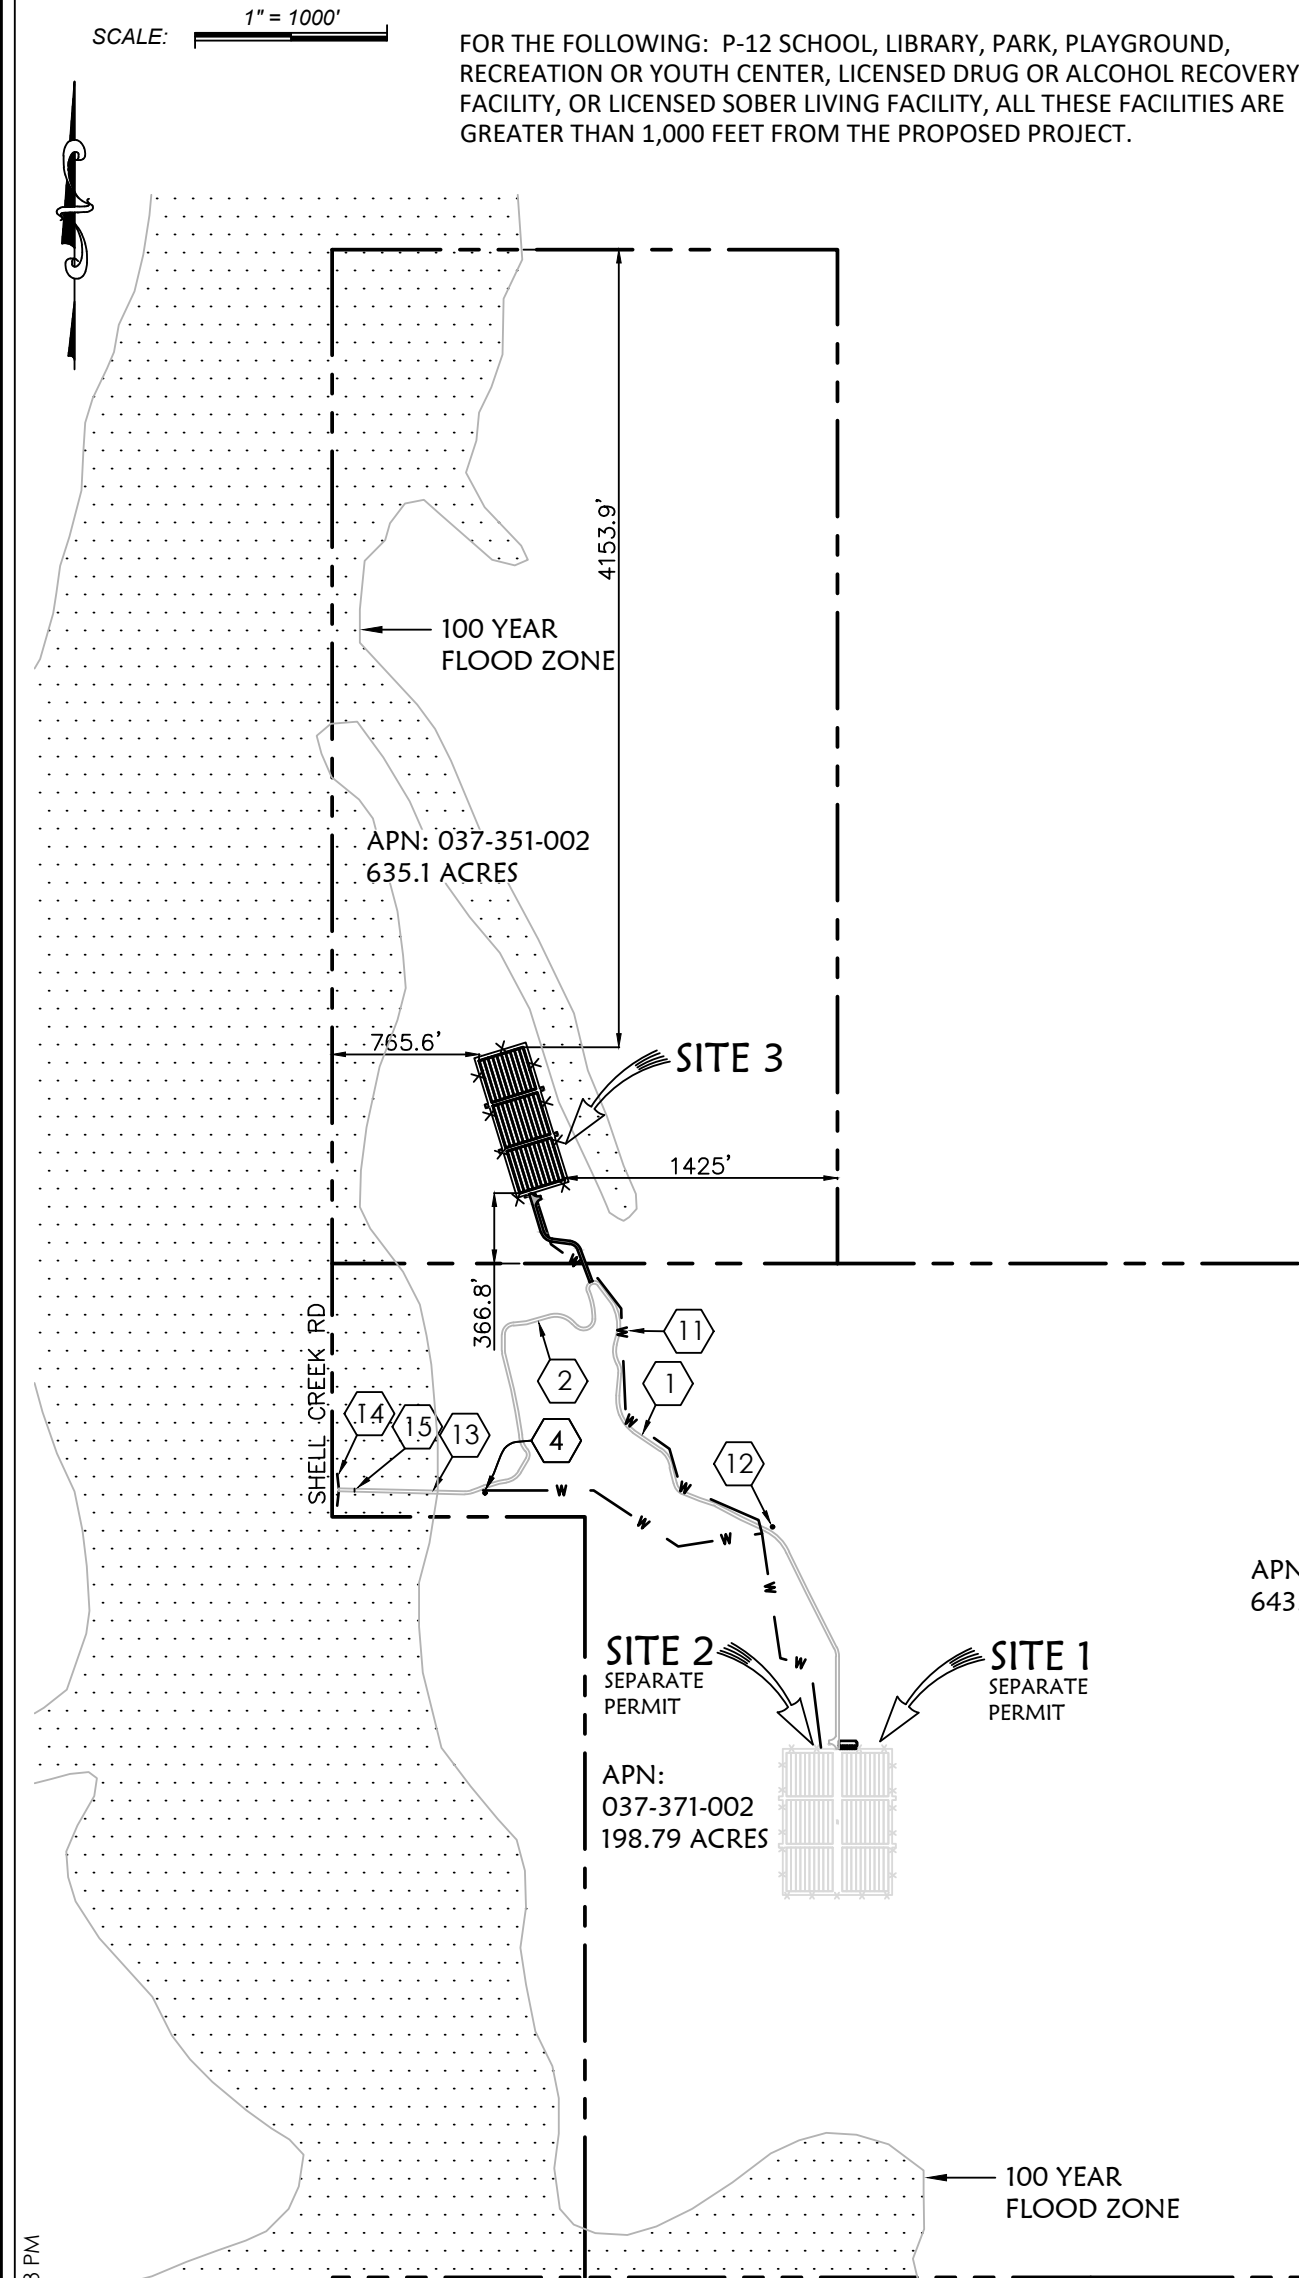 1" = 1000'
SCALE:
FOR THE FOLLOWING: P-12 SCHOOL, LIBRARY, PARK, PLAYGROUND,
RECREATION OR YOUTH CENTER, LICENSED DRUG OR ALCOHOL RECOVERY
FACILITY, OR LICENSED SOBER LIVING FACILITY, ALL THESE FACILITIES ARE
GREATER THAN 1,000 FEET FROM THE PROPOSED PROJECT.
4153.9'
100 YEAR
FLOOD ZONE
APN: 037-351-002
635.1 ACRES
765.6'
SITE 3
1425'
W
366.8'
SHELL CREEK RD
W
11
2
1
14
15
13
4
W
12
W
W
W
W
W
APN
643.
SITE 2
SEPARATE
PERMIT
W
SITE 1
SEPARATE
PERMIT
APN:
037-371-002
198.79 ACRES
100 YEAR
FLOOD ZONE
PM